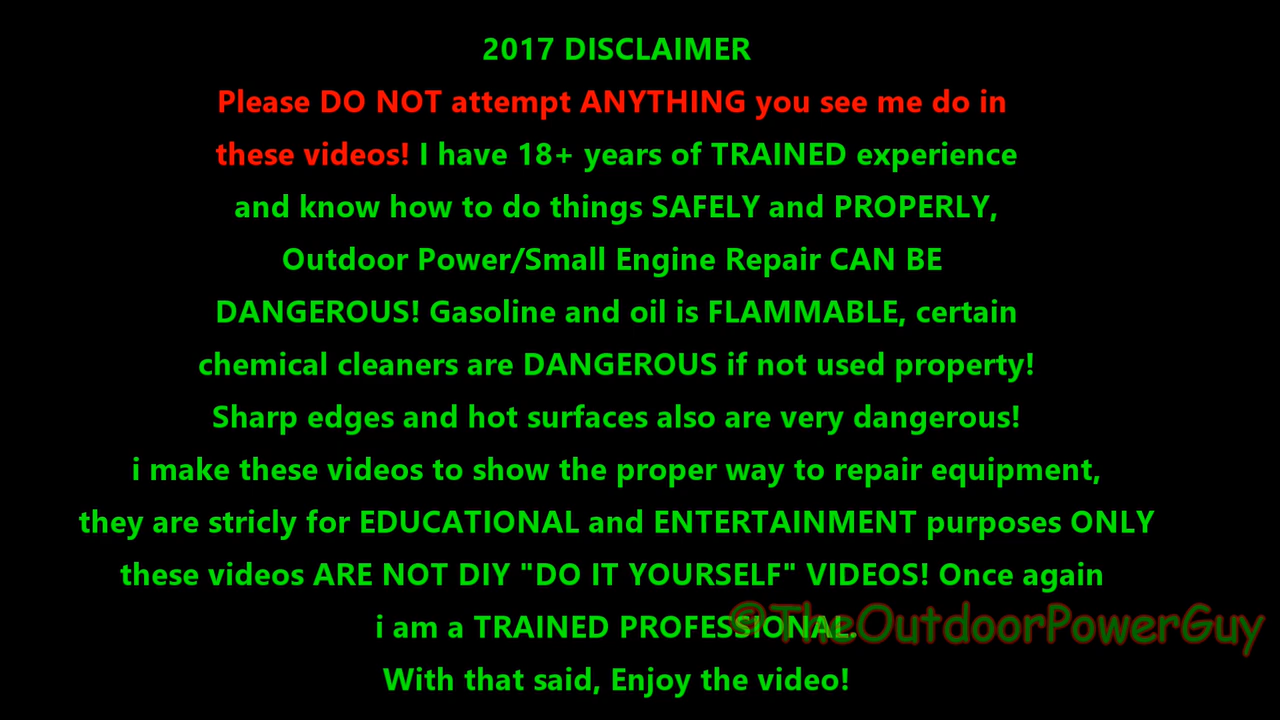 2017 DISCLAIMER
Please DO NOT attempt ANYTHING you see me do in
these videos! I have 18+ years of TRAINED experience
and know how to do things SAFELY and PROPERLY,
Outdoor Power/Small Engine Repair CAN BE
DANGEROUS! Gasoline and oil is FLAMMABLE, certain
chemical cleaners are DANGEROUS if not used property!
Sharp edges and hot surfaces also are very dangerous!
i make these videos to show the proper way to repair equipment,
they are stricly for EDUCATIONAL and ENTERTAINMENT purposes ONLY
these videos ARE NOT DIY "DO IT YOURSELF" VIDEOS! Once again
i am a TRAINED PROFESSIONAL.
©TheOutdoorPowerGuy
With that said, Enjoy the video!